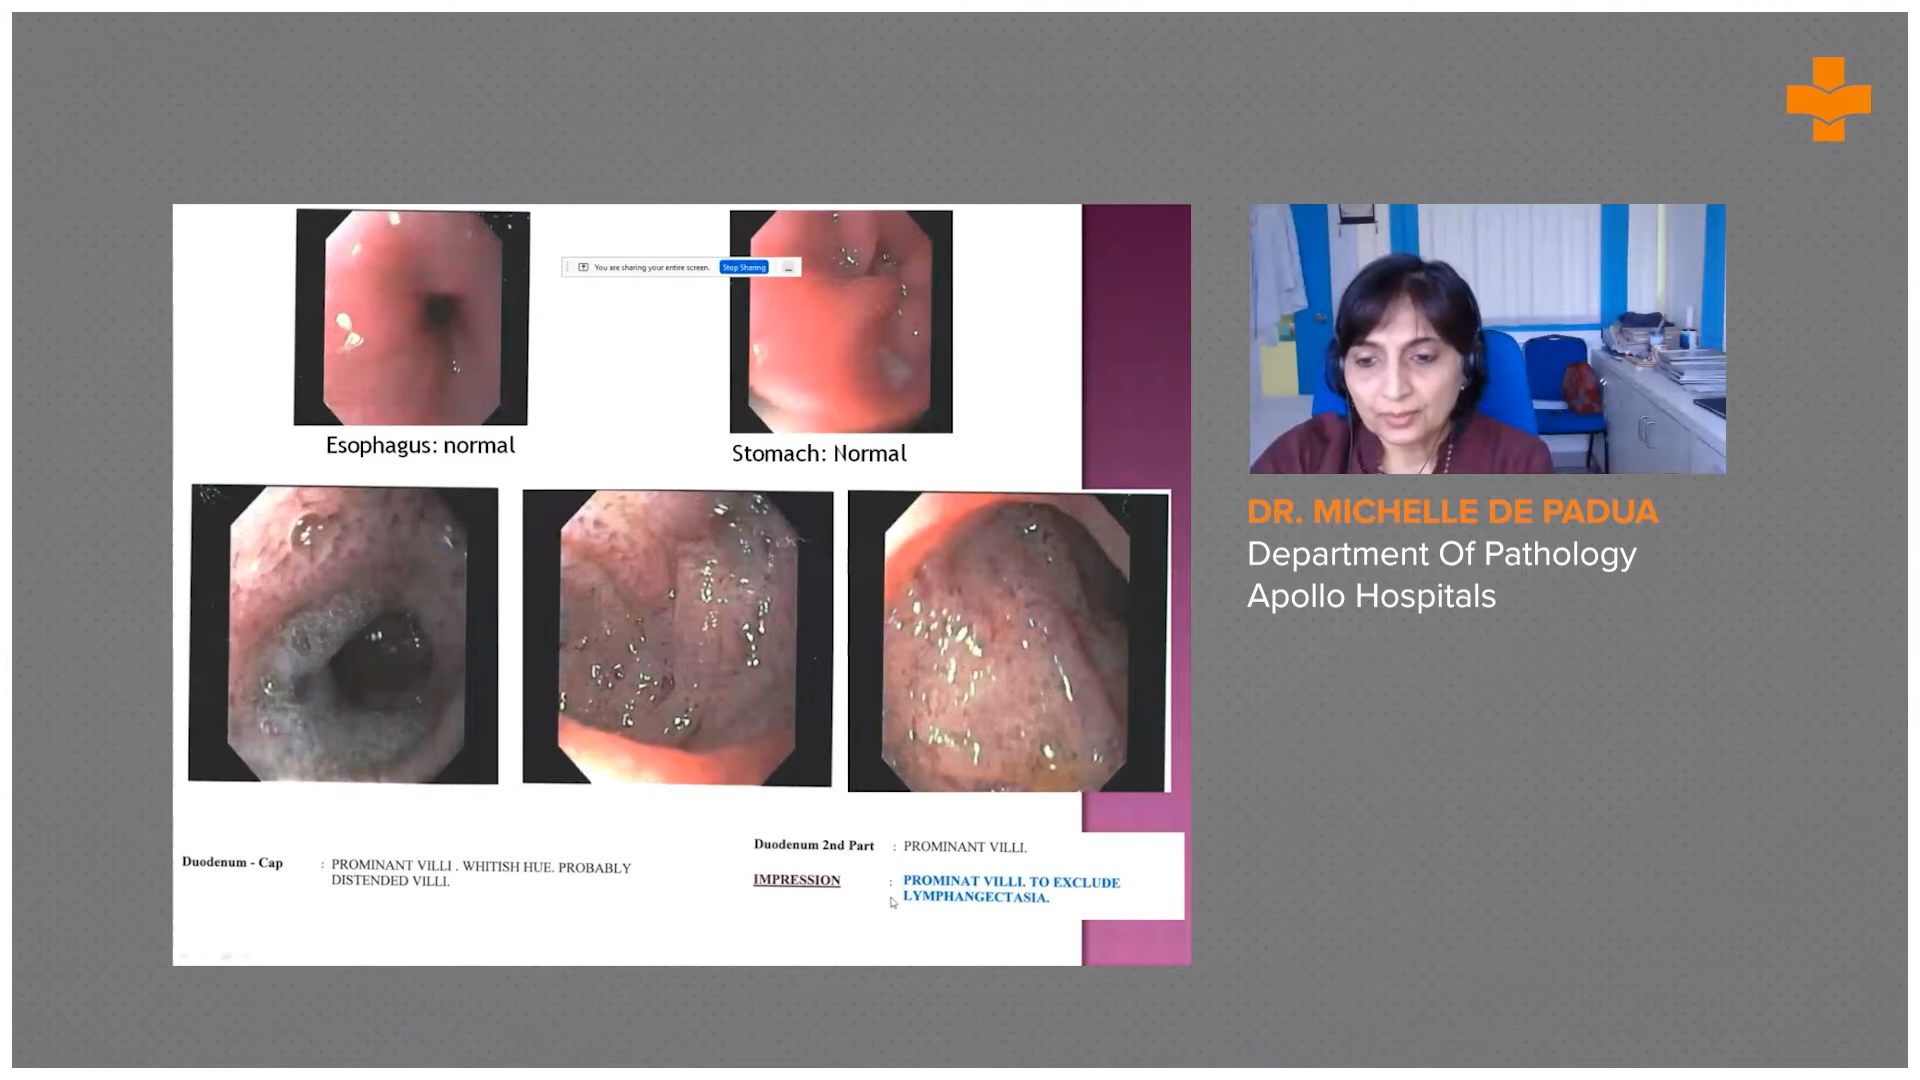 You are sharing your entire screen. Stop Sharing
Esophagus: normal
Stomach: Normal
Duodenum - Cap : PROMINANT VILLI . WHITISH HUE. PROBABLY
DISTENDED VILLI.
Duodenum 2nd Part : PROMINANT VILLI.
IMPRESSION : PROMINAT VILLI. TO EXCLUDE
LYMPHANGECTASIA.
DR. MICHELLE DE PADUA
Department Of Pathology
Apollo Hospitals